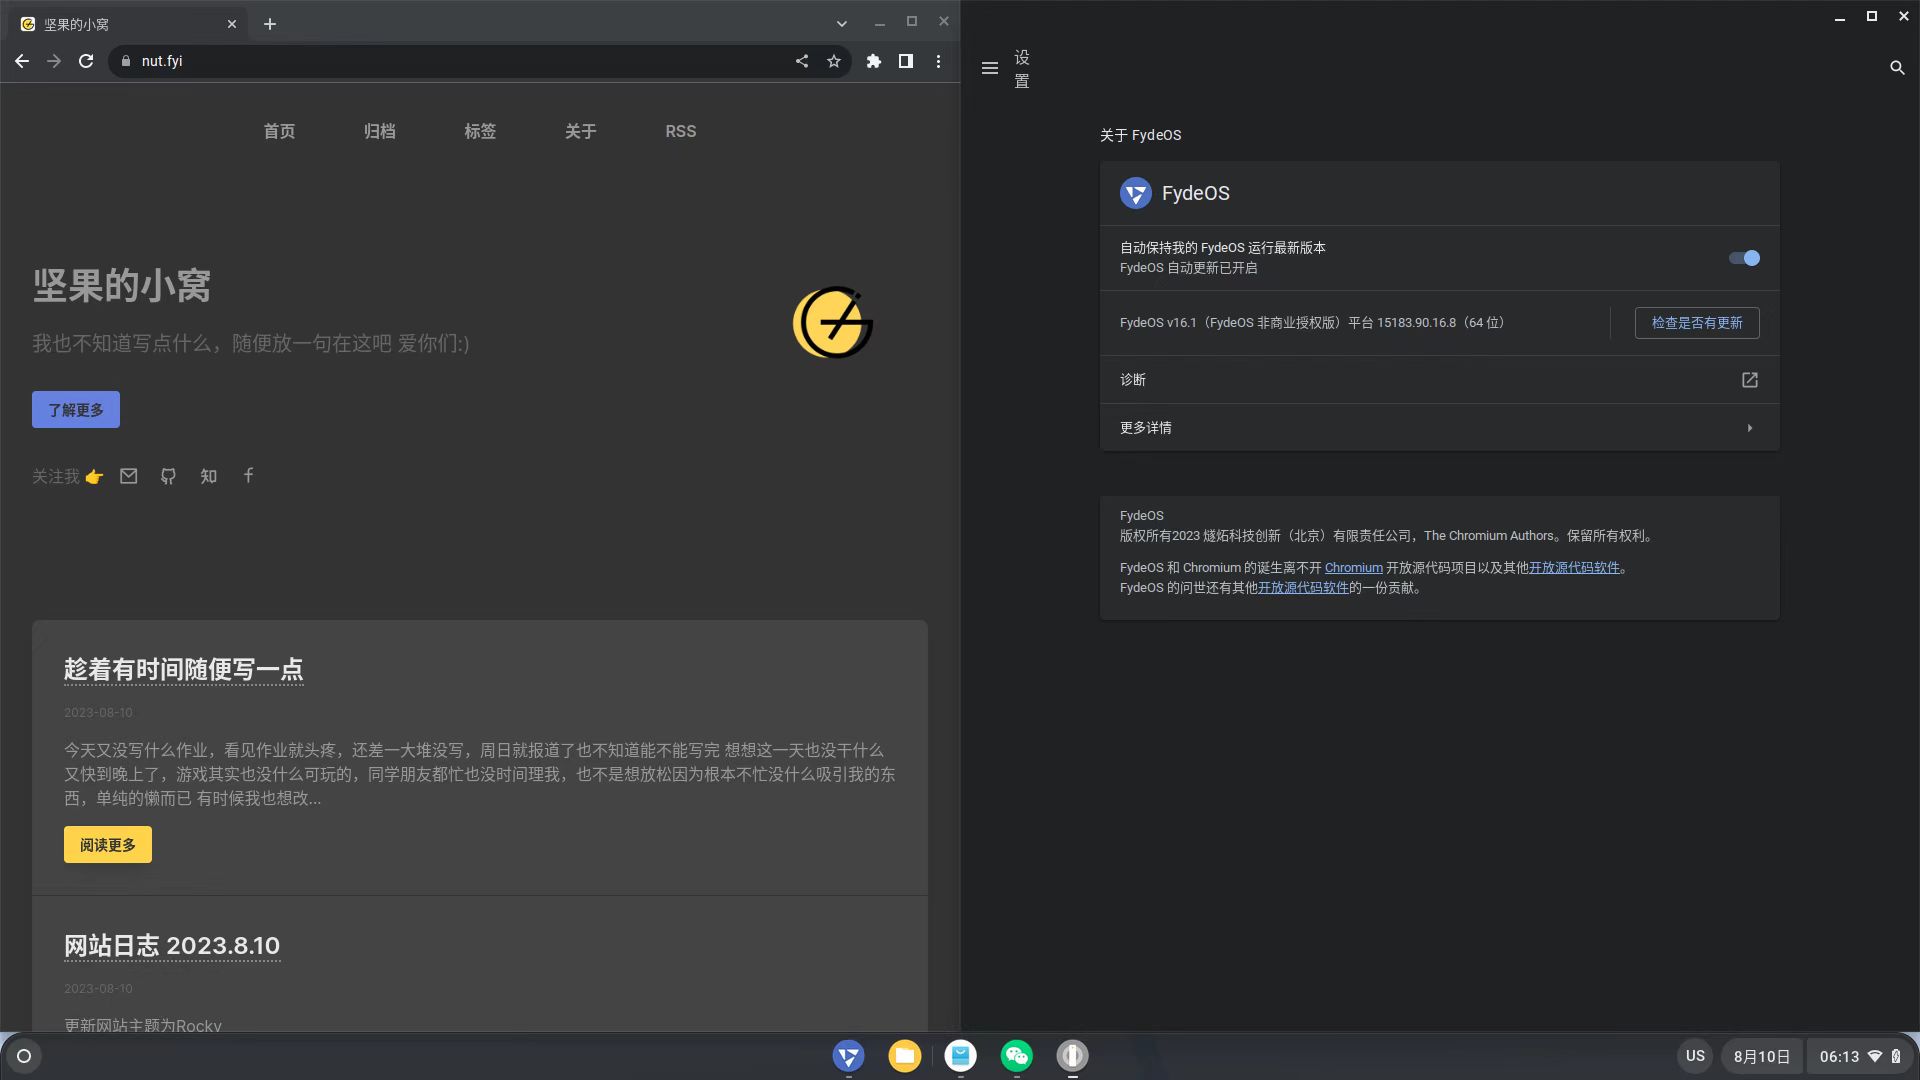 坚果的小窝
nut.fyi
首页 归档 标签 关于 RSS
坚果的小窝
我也不知道写点什么，随便放一句在这吧 爱你们:)
了解更多
关注我 👉 知
趁着有时间随便写一点
2023-08-10
今天又没写什么作业，看见作业就头疼，还差一大堆没写，周日就报道了也不知道能不能写完 想想这一天也没干什么
又快到晚上了，游戏其实也没什么可玩的，同学朋友都忙也没时间理我，也不是想放松因为根本不忙没什么吸引我的东
西，单纯的懒而已 有时候我也想改...
阅读更多
网站日志 2023.8.10
2023-08-10
更新网站主题为Rocky
设
置
关于 FydeOS
FydeOS
自动保持我的 FydeOS 运行最新版本
FydeOS 自动更新已开启
FydeOS v16.1（FydeOS 非商业授权版）平台 15183.90.16.8（64 位）
检查是否有更新
诊断
更多详情
FydeOS
版权所有2023 燧炻科技创新（北京）有限责任公司，The Chromium Authors。保留所有权利。
FydeOS 和 Chromium 的诞生离不开 Chromium 开放源代码项目以及其他开放源代码软件。
FydeOS 的问世还有其他开放源代码软件的一份贡献。
US 8月10日 06:13